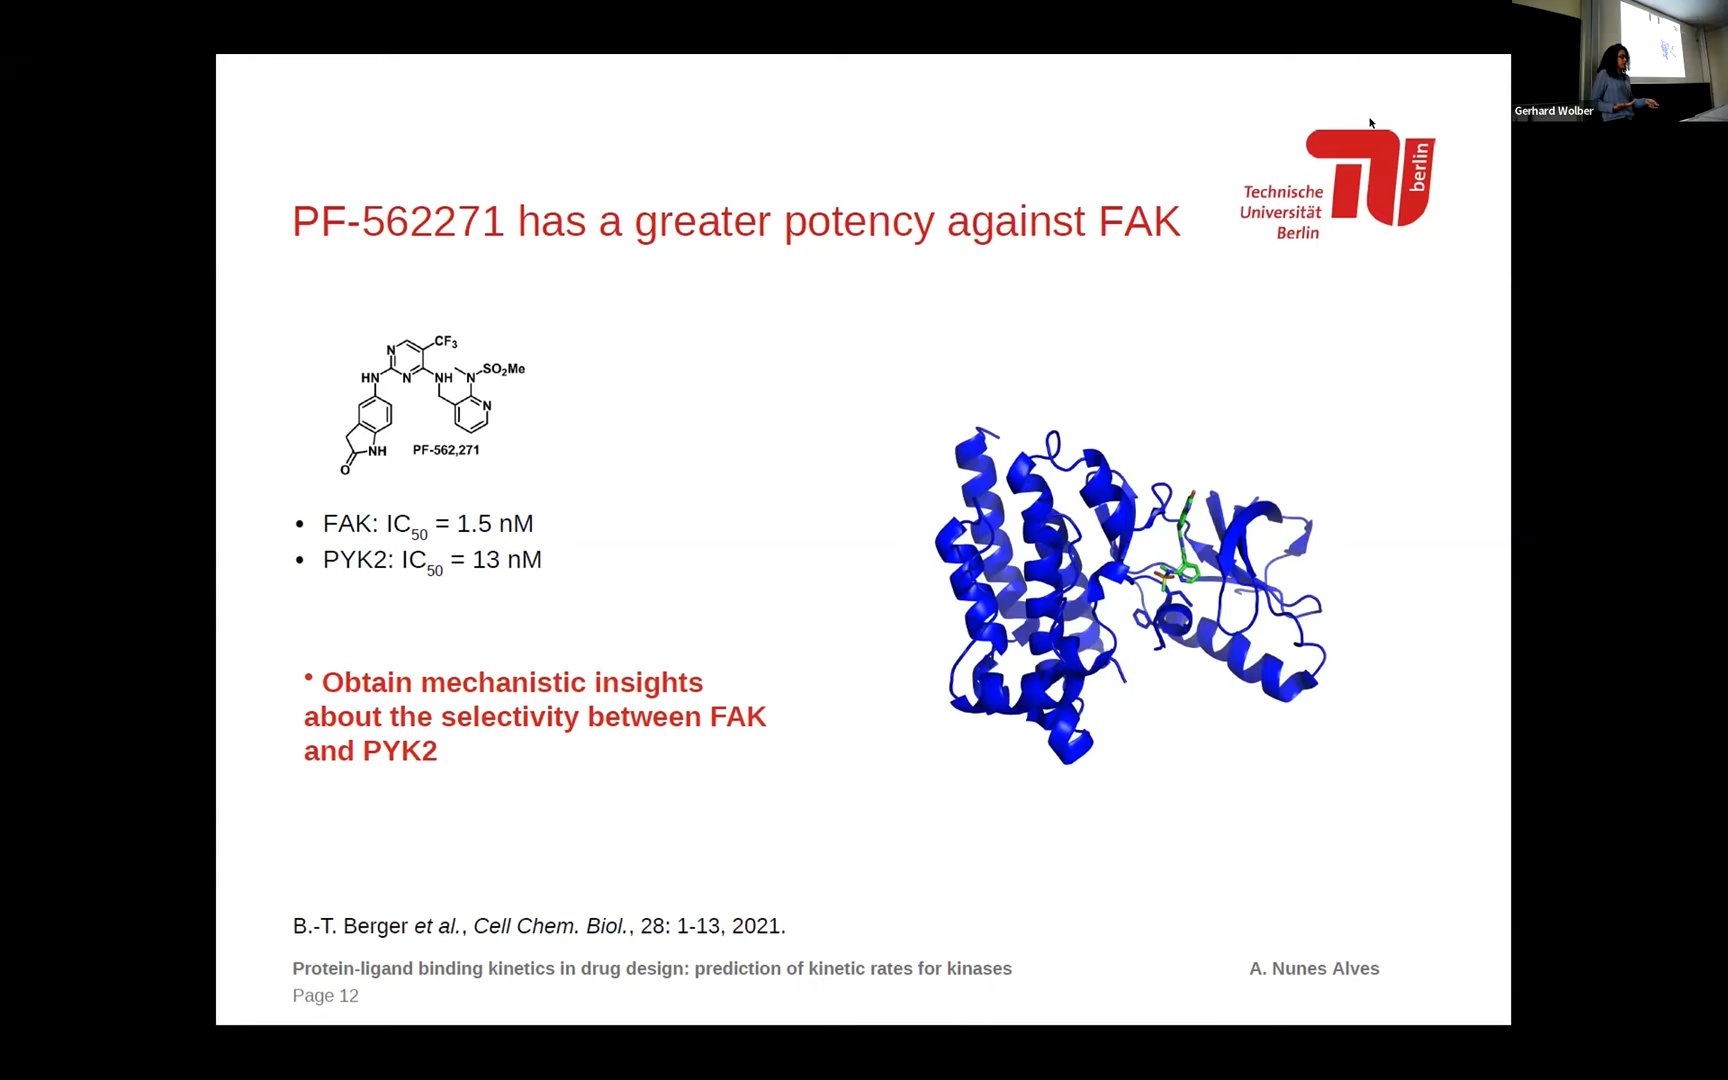 Gerhard Wolber
berlin
Technische
Universität
Berlin
PF-562271 has a greater potency against FAK
CF3
N
N
HN
NH
N
SO2Me
N
NH
O
PF-562,271
• FAK: IC50 = 1.5 nM
• PYK2: IC50 = 13 nM
• Obtain mechanistic insights
about the selectivity between FAK
and PYK2
B.-T. Berger et al., Cell Chem. Biol., 28: 1-13, 2021.
Protein-ligand binding kinetics in drug design: prediction of kinetic rates for kinases
A. Nunes Alves
Page 12